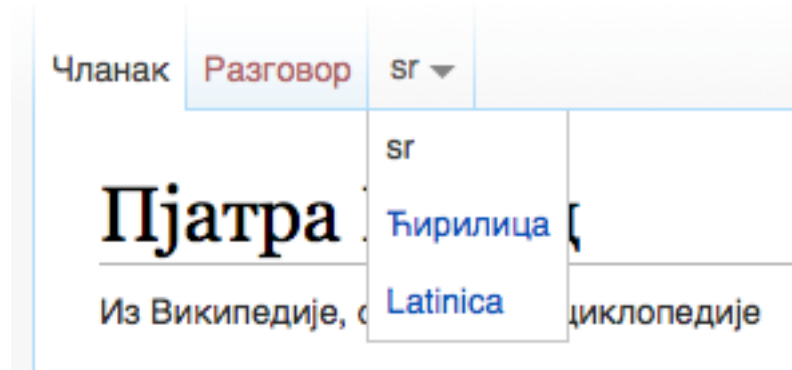 Чланак Разговор sr
sr
Пјатра
Ћирилица
Из Википедије,
Latinica